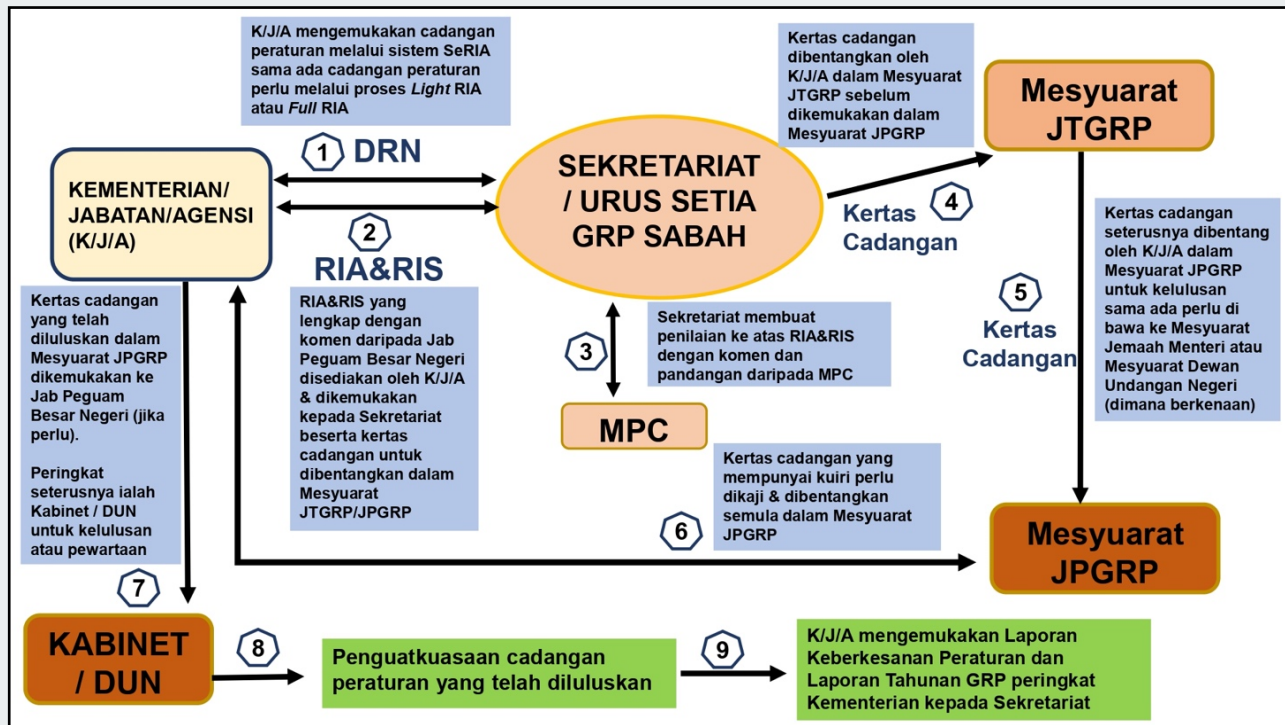 K/J/A mengemukakan cadangan
peraturan melalui sistem SeRIA
sama ada cadangan peraturan
perlu melalui proses Light RIA
atau Full RIA
Kertas cadangan
dibentangkan oleh
K/J/A dalam Mesyuarat
JTGRP sebelum
dikemukakan dalam
Mesyuarat JPGRP
Mesyuarat
JTGRP
1 DRN
KEMENTERIAN/
JABATAN/AGENSI
(K/J/A)
SEKRETARIAT
/ URUS SETIA
GRP SABAH
4
Kertas
Cadangan
2
RIA&RIS
Kertas cadangan
seterusnya dibentang
oleh K/J/A dalam
Mesyuarat JPGRP
untuk kelulusan
sama ada perlu di
bawa ke Mesyuarat
Jemaah Menteri atau
Mesyuarat Dewan
Undangan Negeri
(dimana berkenaan)
5
Kertas
Cadangan
Kertas cadangan
yang telah
diluluskan dalam
Mesyuarat JPGRP
dikemukakan ke
Jab Peguam
Besar Negeri (jika
perlu).
Peringkat
seterusnya ialah
Kabinet / DUN
untuk kelulusan
atau pewartaan
RIA&RIS yang
lengkap dengan
komen daripada Jab
Peguam Besar Negeri
disediakan oleh K/J/A
& dikemukakan
kepada Sekretariat
beserta kertas
cadangan untuk
dibentangkan dalam
Mesyuarat
JTGRP/JPGRP
3
Sekretariat membuat
penilaian ke atas RIA&RIS
dengan komen dan
pandangan daripada MPC
MPC
Kertas cadangan yang
mempunyai kuiri perlu
dikaji & dibentangkan
semula dalam Mesyuarat
JPGRP
6
Mesyuarat
JPGRP
7
KABINET
/ DUN
8
Penguatkuasaan cadangan
peraturan yang telah diluluskan
9
K/J/A mengemukakan Laporan
Keberkesanan Peraturan dan
Laporan Tahunan GRP peringkat
Kementerian kepada Sekretariat